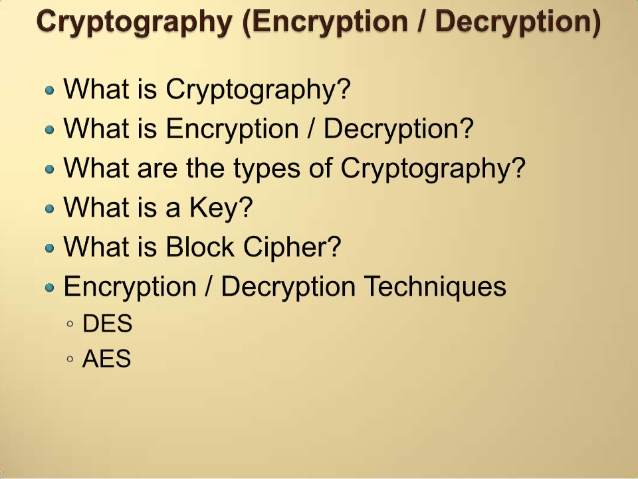 Cryptography (Encryption / Decryption)
What is Cryptography?
What is Encryption / Decryption?
What are the types of Cryptography?
What is a Key?
What is Block Cipher?
Encryption / Decryption Techniques
DES
AES